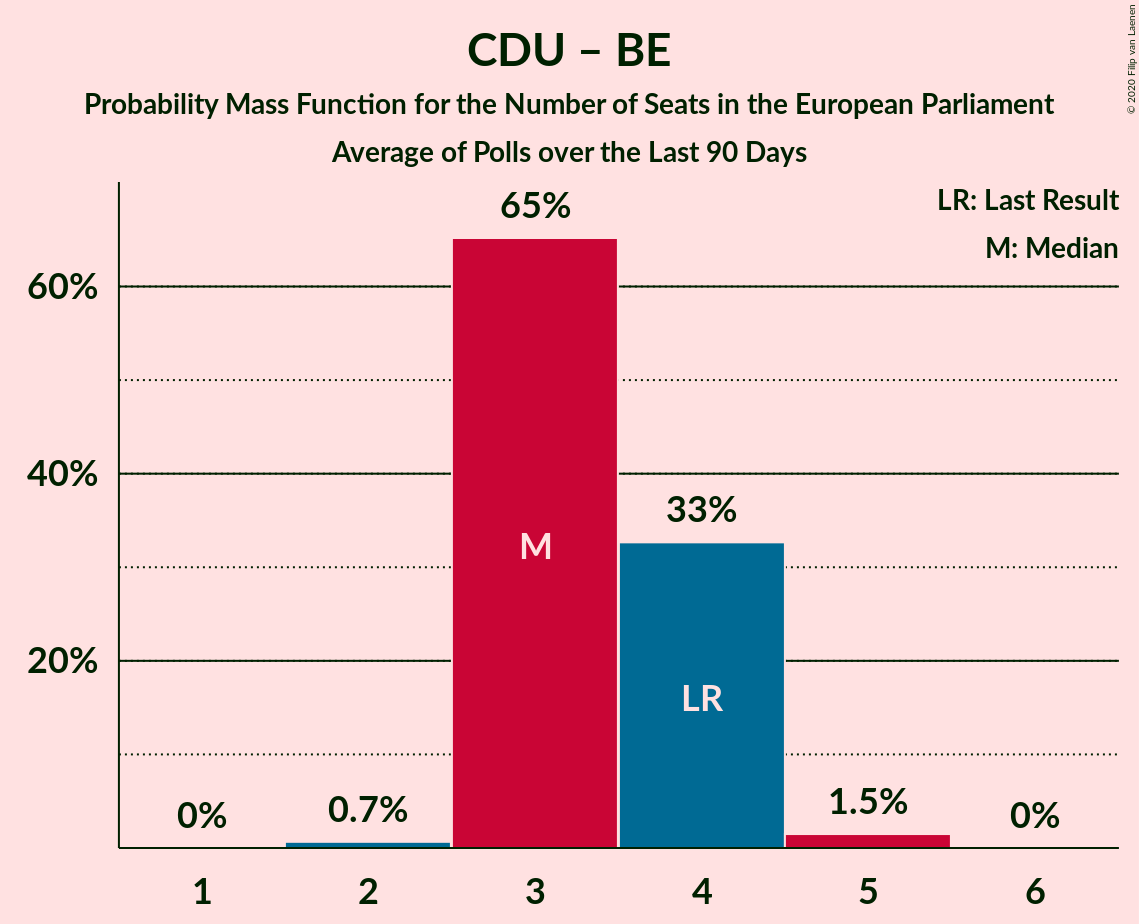 CDU – BE
Probability Mass Function for the Number of Seats in the European Parliament
Average of Polls over the Last 90 Days
© 2020 Filip van Laenen
LR: Last Result
M: Median
65%
60%
40%
33%
M
20%
LR
0%
0.7%
1.5%
0%
1 2 3 4 5 6